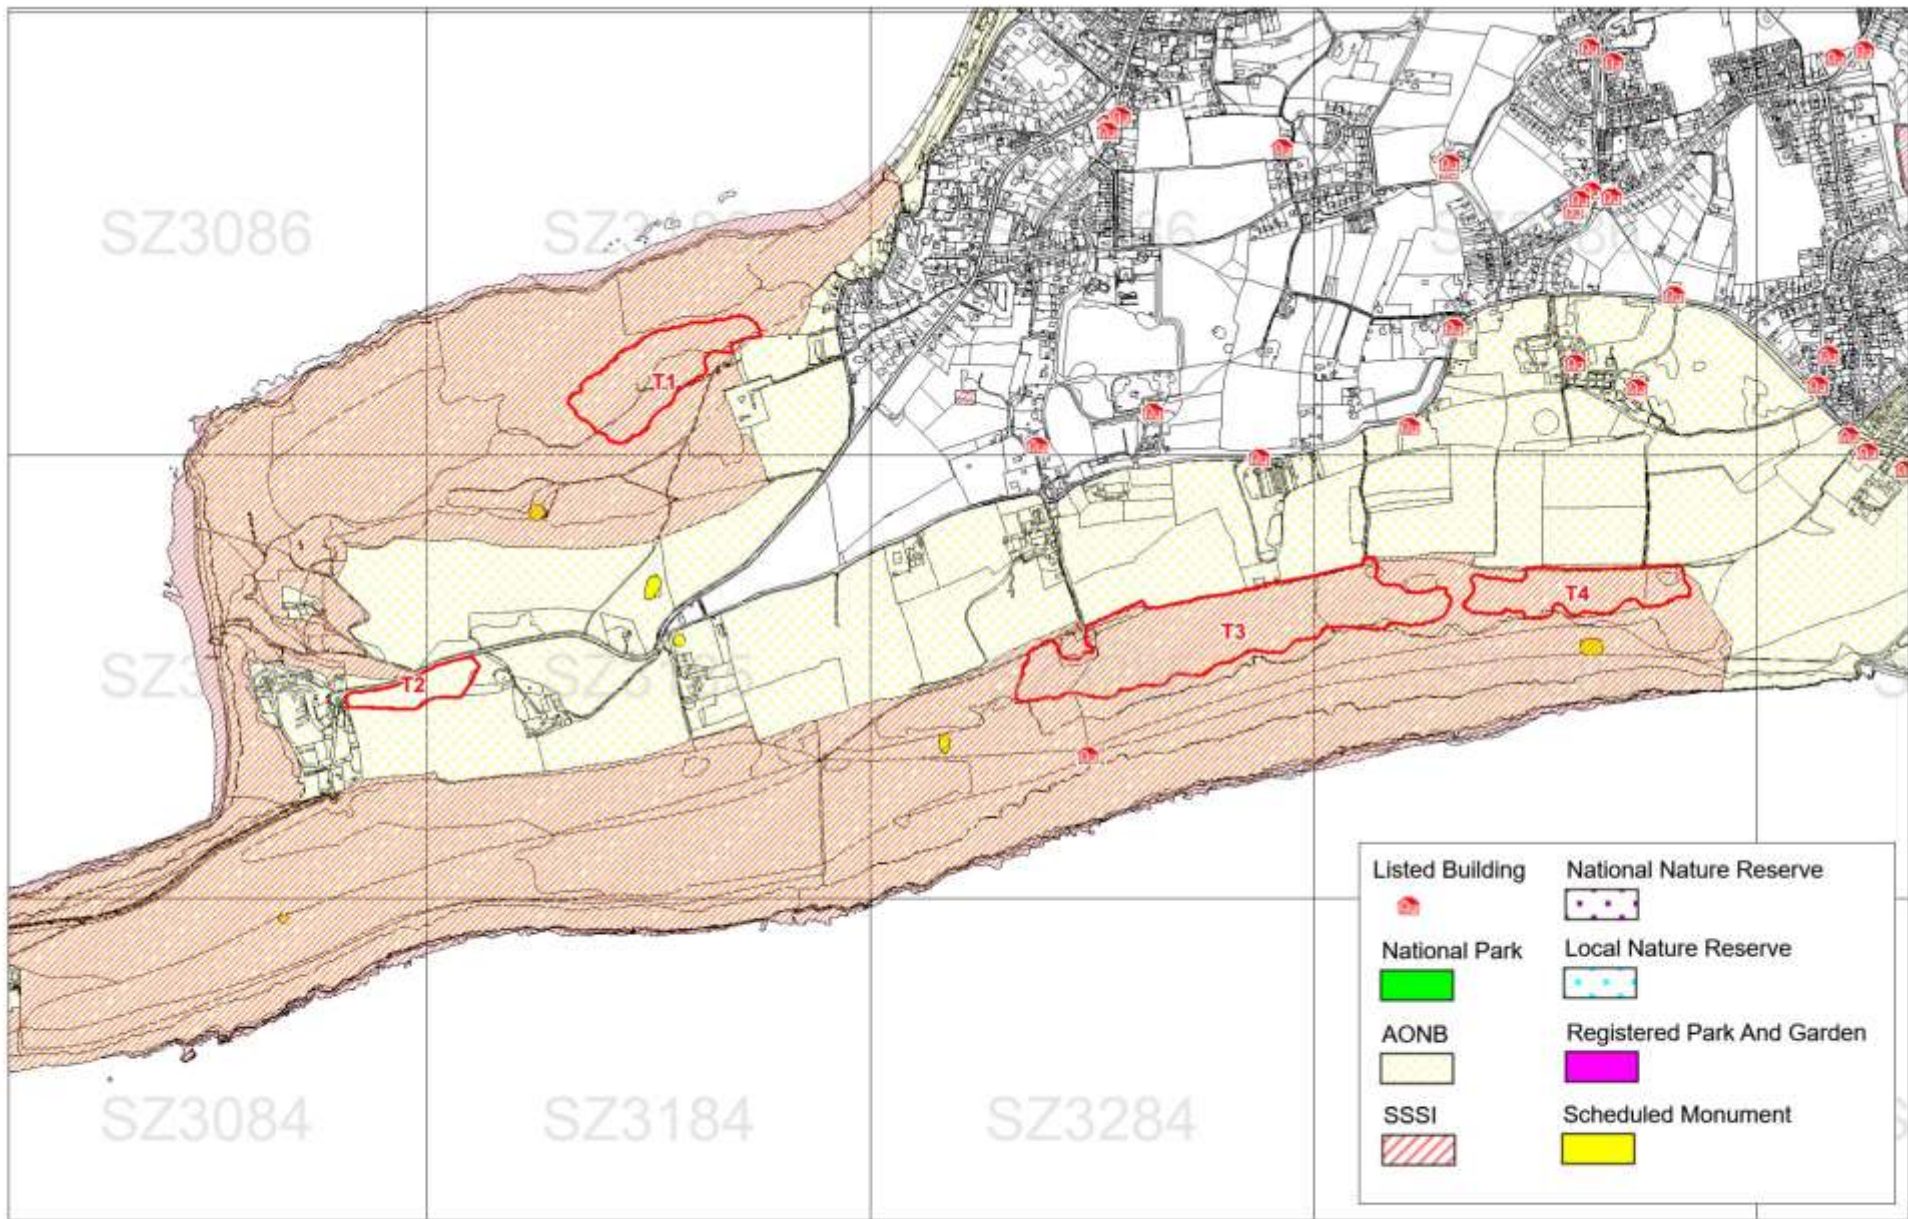 SZ3086
T1
T2
T3
T4
SZ3084
SZ3184
SZ3284
Listed Building
National Nature Reserve
National Park
Local Nature Reserve
AONB
Registered Park And Garden
SSSI
Scheduled Monument